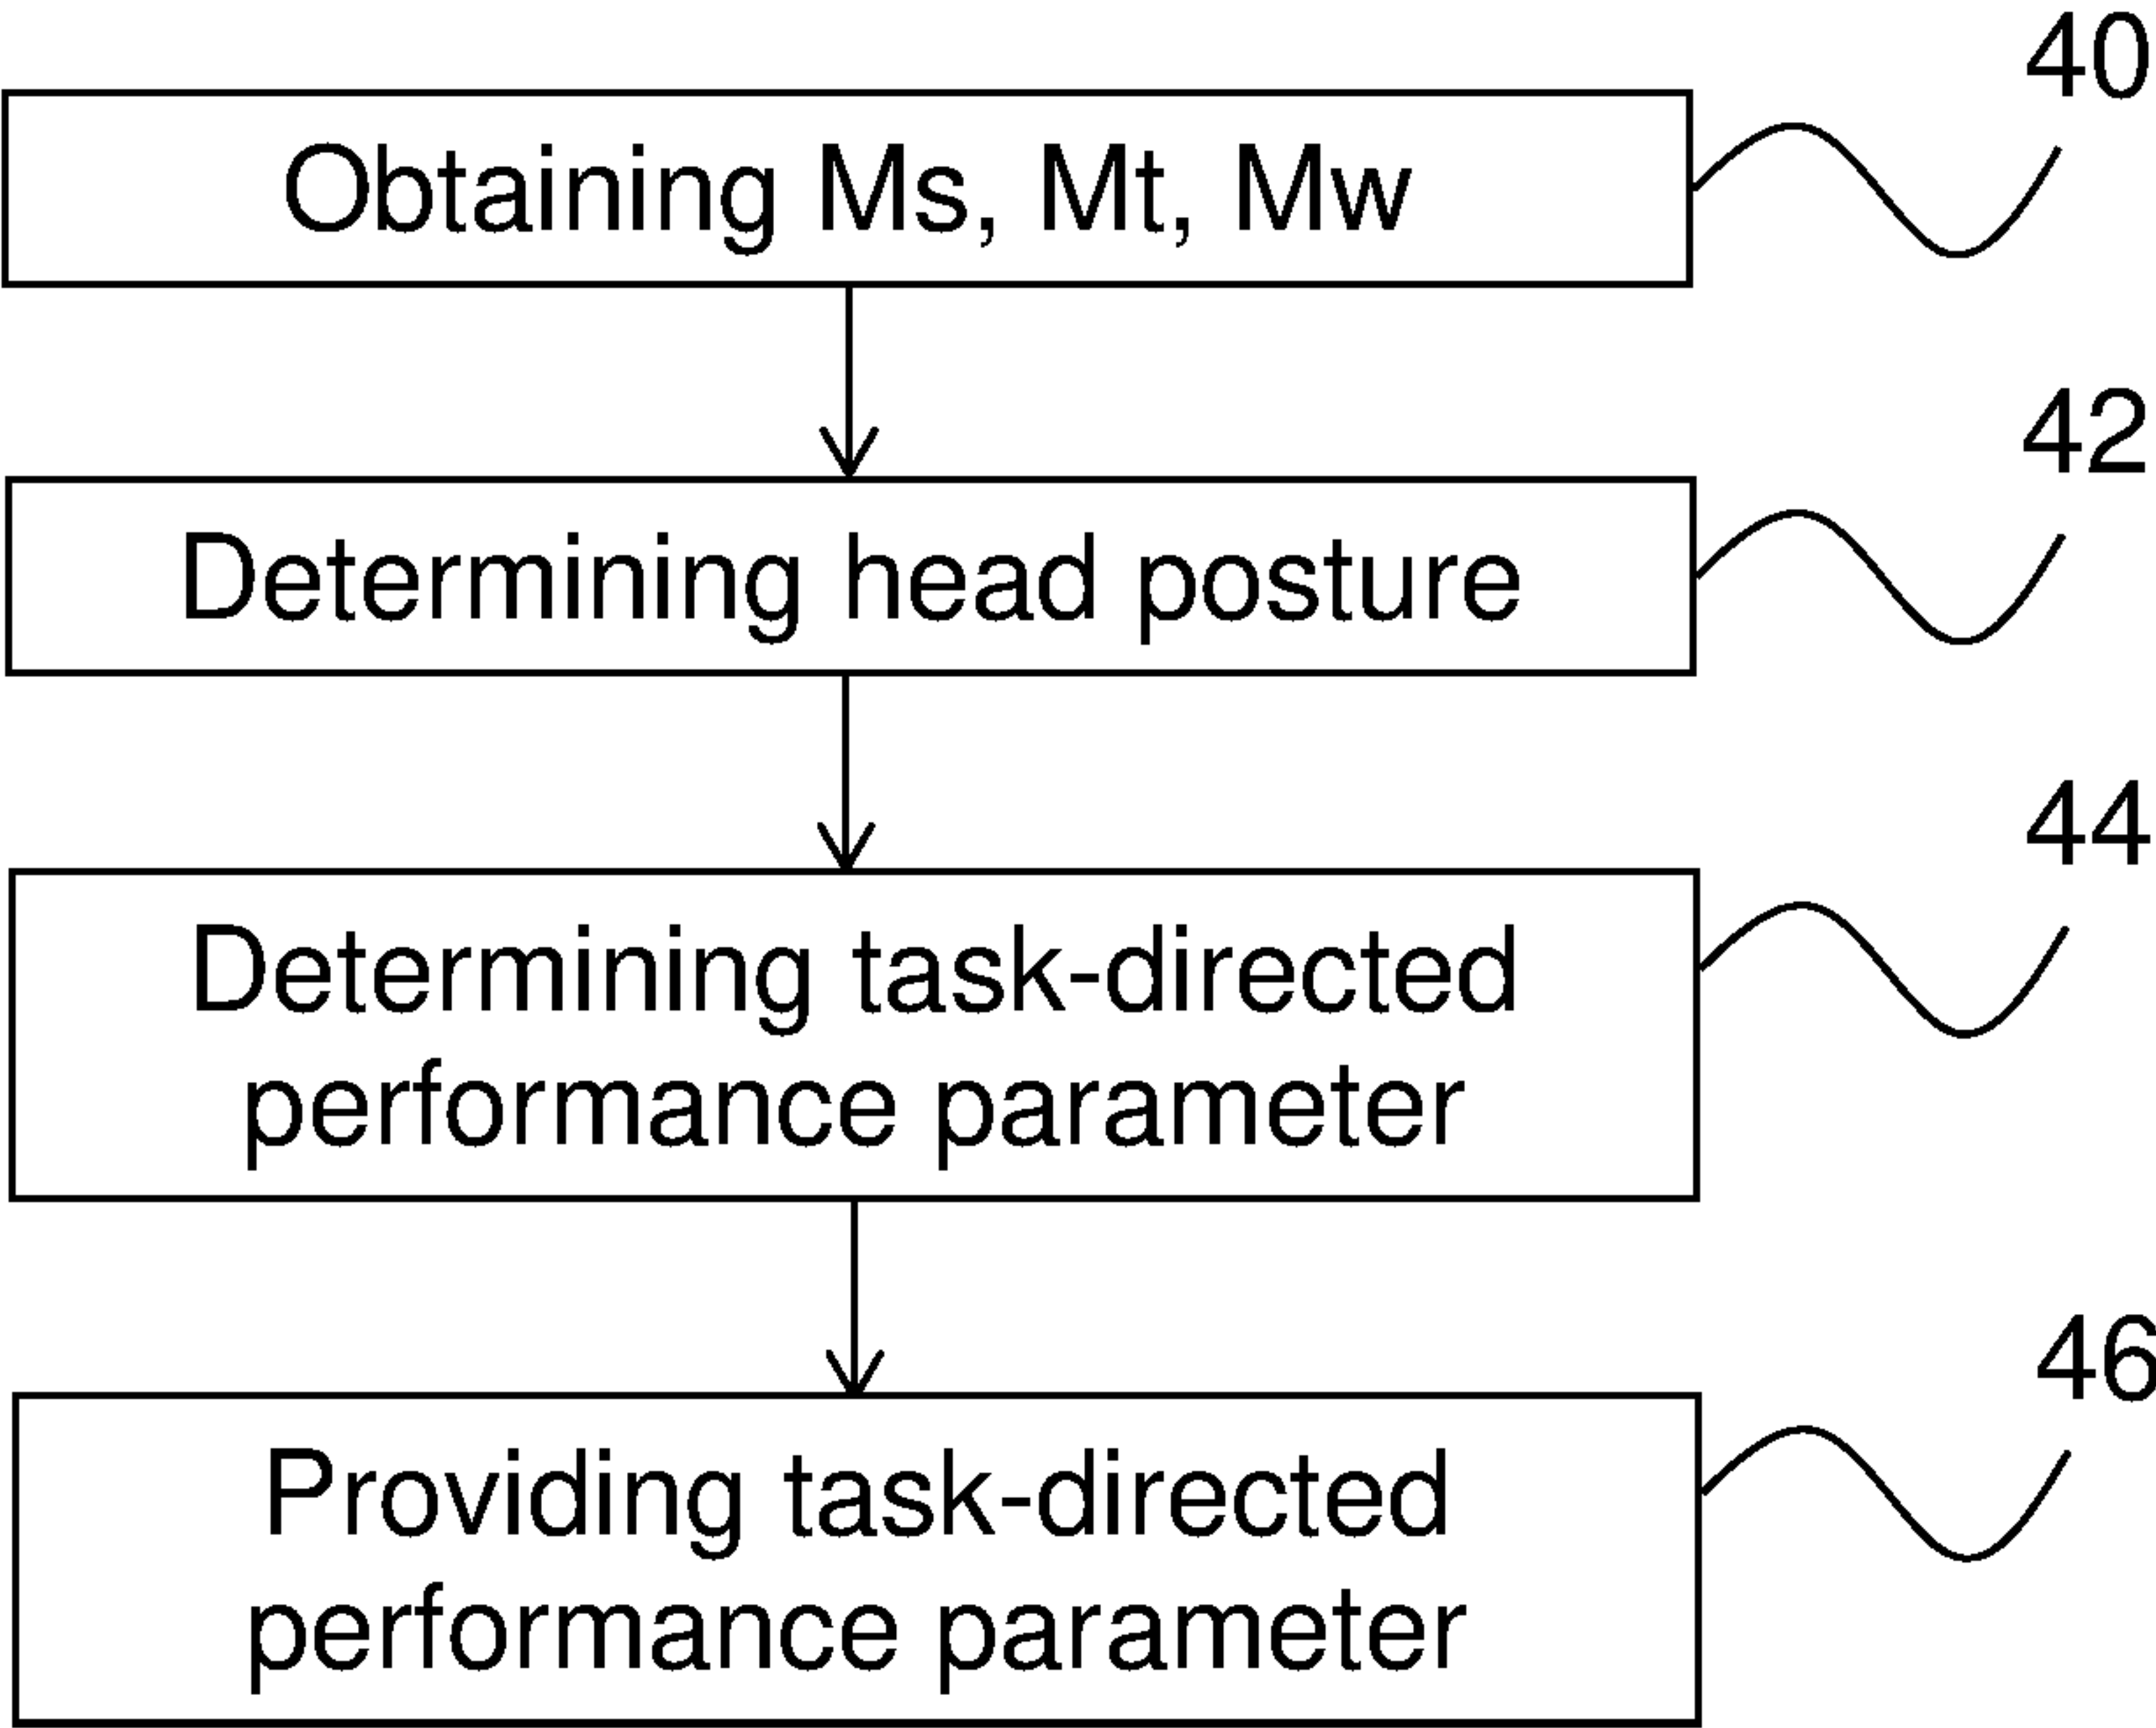 40
Obtaining Ms, Mt, Mw
42
Determining head posture
44
Determining task-directed
performance parameter
46
Providing task-directed
performance parameter